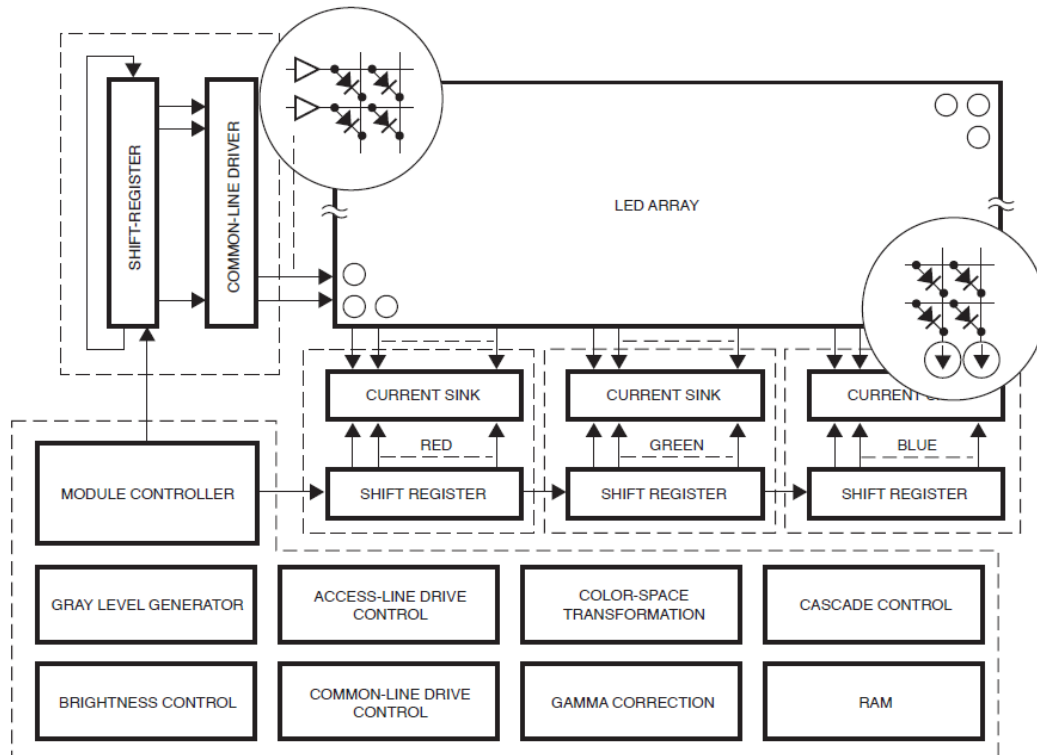 SHIFT-REGISTER
COMMON-LINE DRIVER
LED ARRAY
CURRENT SINK
CURRENT SINK
CURRENT
RED
GREEN
BLUE
MODULE CONTROLLER
SHIFT REGISTER
SHIFT REGISTER
SHIFT REGISTER
GRAY LEVEL GENERATOR
ACCESS-LINE DRIVE
CONTROL
COLOR-SPACE
TRANSFORMATION
CASCADE CONTROL
BRIGHTNESS CONTROL
COMMON-LINE DRIVE
CONTROL
GAMMA CORRECTION
RAM